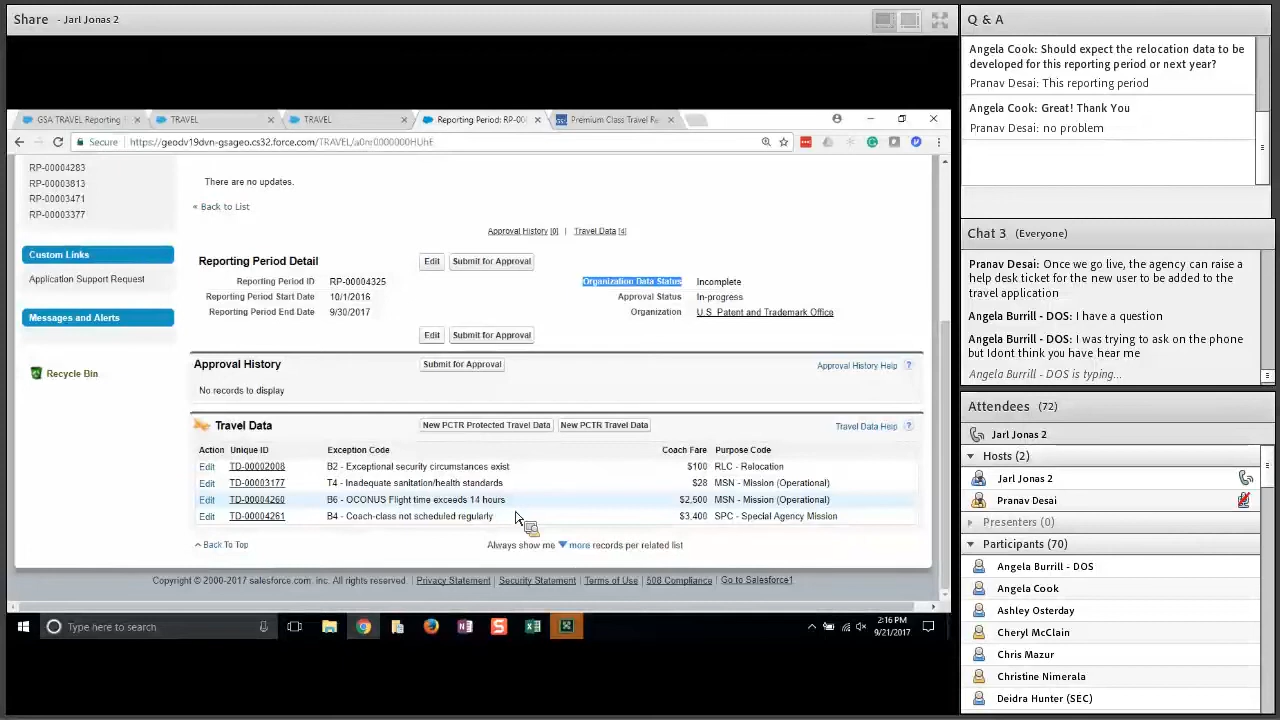 Share - Jarl Jonas 2
GSA TRAVEL Reporting
TRAVEL
TRAVEL
Reporting Period: RP-00
Premium Class Travel Re
Secure https://geodv19dvn-gsageo.cs32.force.com/TRAVEL/
RP-00004283
RP-00003813
RP-00003471
RP-00003377
Custom Links
Application Support Request
Messages and Alerts
Recycle Bin
There are no updates.
« Back to List
Approval History [0] | Travel Data [4]
Reporting Period Detail Edit Submit for Approval
Reporting Period ID RP-00004325 Organization Data Status Incomplete
Reporting Period Start Date 10/1/2016 Approval Status In-progress
Reporting Period End Date 9/30/2017 Organization U.S. Patent and Trademark Office
Edit Submit for Approval
Approval History Submit for Approval Approval History Help ?
No records to display
Travel Data New PCTR Protected Travel Data New PCTR Travel Data Travel Data Help ?
Action Unique ID Exception Code Coach Fare Purpose Code
Edit TD-00002008 B2 - Exceptional security circumstances exist $100 RLC - Relocation
Edit TD-00003177 T4 - Inadequate sanitation/health standards $28 MSN - Mission (Operational)
Edit TD-00004260 B6 - OCONUS Flight time exceeds 14 hours $2,500 MSN - Mission (Operational)
Edit TD-00004261 B4 - Coach-class not scheduled regularly $3,400 SPC - Special Agency Mission
Back To Top Always show me more records per related list
Copyright © 2000-2017 salesforce.com, inc. All rights reserved. | Privacy Statement | Security Statement | Terms of Use | 508 Compliance | Go to Salesforce1
Type here to search
2:16 PM
9/21/2017
Q & A
Angela Cook: Should expect the relocation data to be
developed for this reporting period or next year?
Pranav Desai: This reporting period
Angela Cook: Great! Thank You
Pranav Desai: no problem
Chat 3 (Everyone)
Pranav Desai: Once we go live, the agency can raise a
help desk ticket for the new user to be added to the
travel application
Angela Burrill - DOS: I have a question
Angela Burrill - DOS: I was trying to ask on the phone
but I dont think you have hear me
Angela Burrill - DOS is typing...
Attendees (72)
Jarl Jonas 2
Hosts (2)
Jarl Jonas 2
Pranav Desai
Presenters (0)
Participants (70)
Angela Burrill - DOS
Angela Cook
Ashley Osterday
Cheryl McClain
Chris Mazur
Christine Nimerala
Deidra Hunter (SEC)